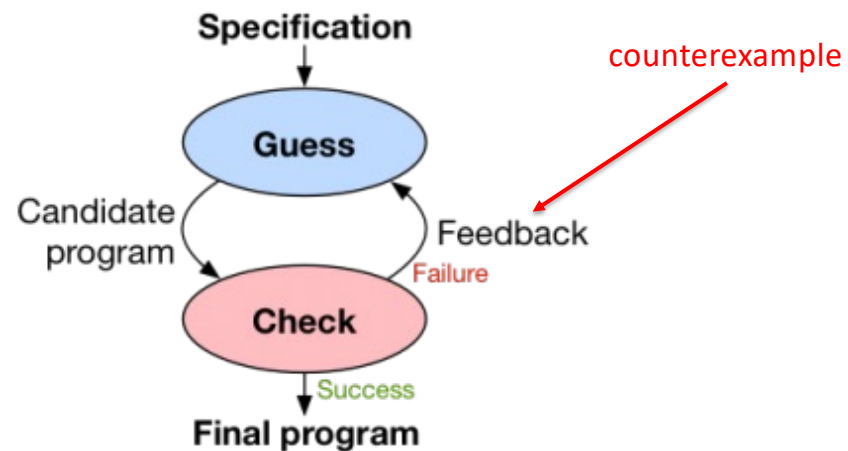 Specification
counterexample
Guess
Candidate
program
Feedback
Failure
Check
Success
Final program